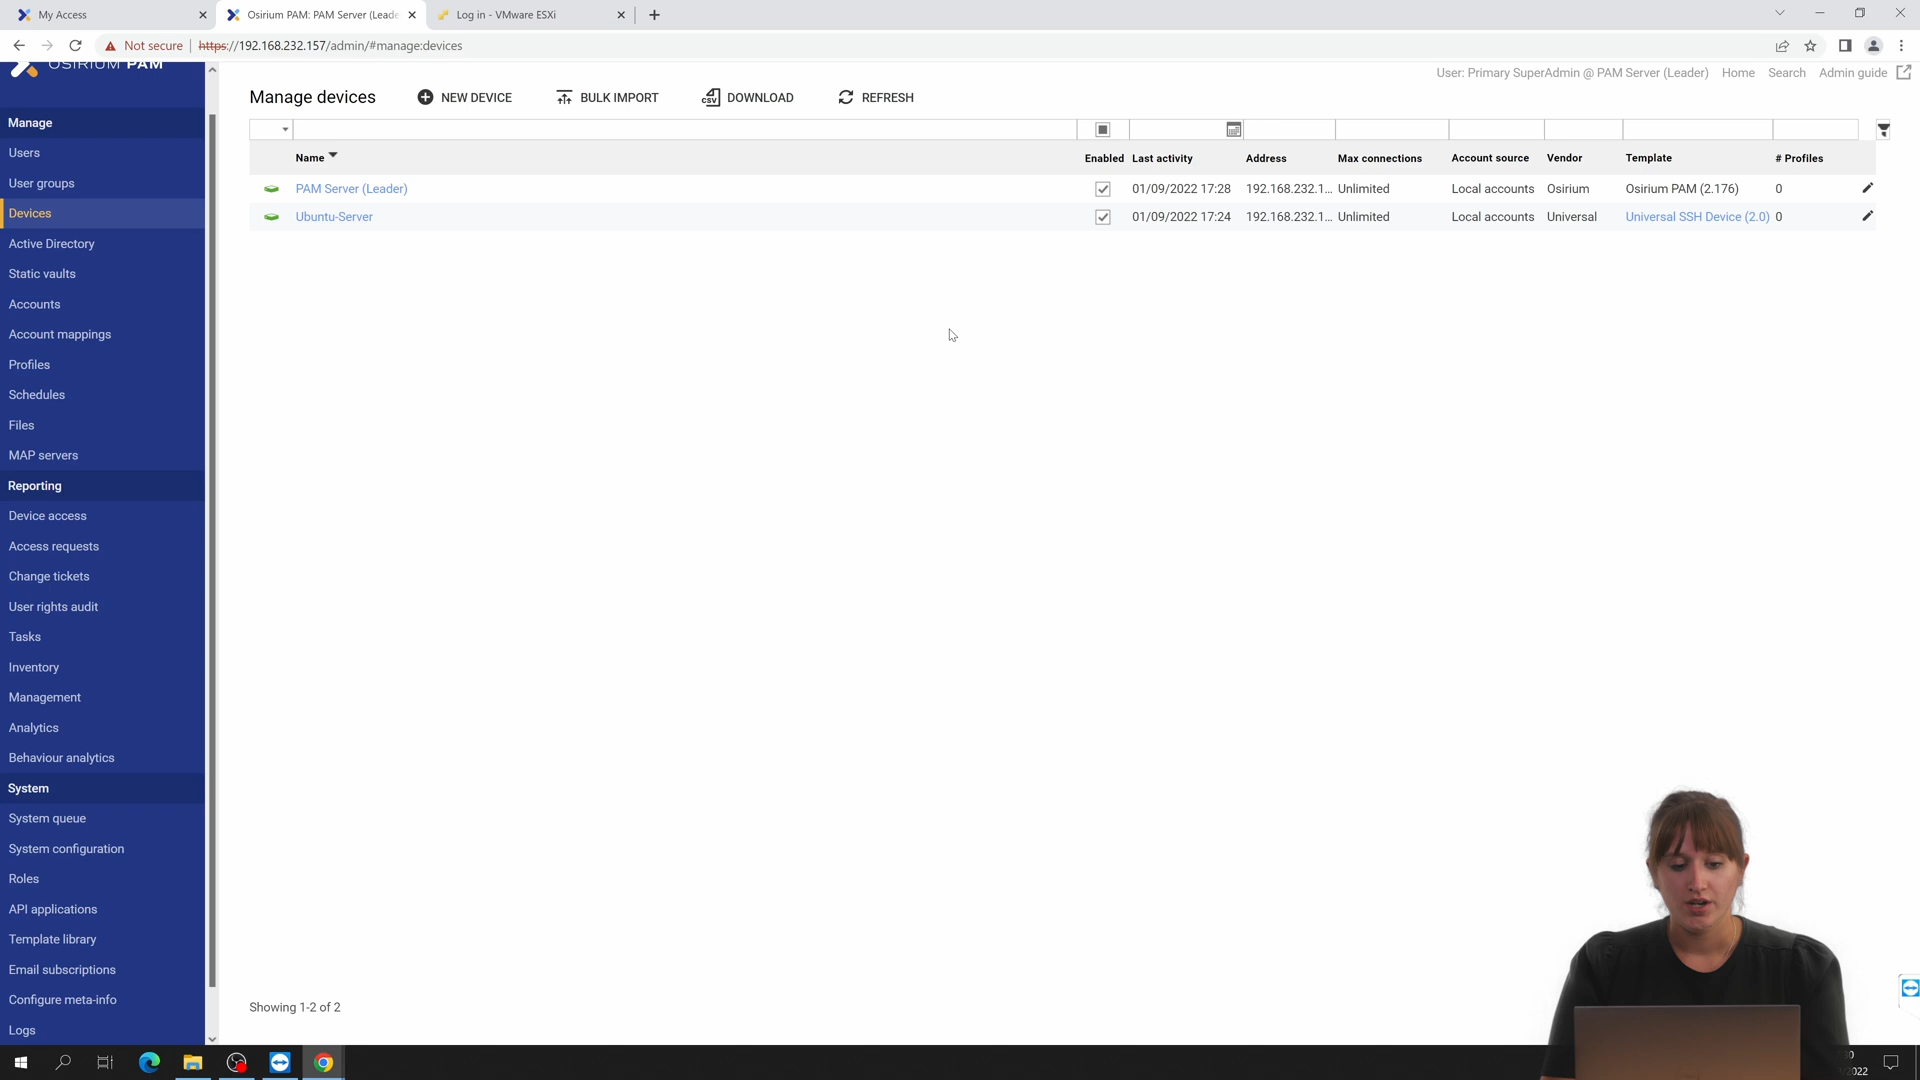 My Access
Osirium PAM: PAM Server (Leade
Log in - VMware ESXi
Not secure
https://192.168.232.157/admin/#manage:devices
OSIRIUM PAM
User: Primary SuperAdmin @ PAM Server (Leader) Home Search Admin guide
Manage devices NEW DEVICE BULK IMPORT CSV DOWNLOAD REFRESH
Name Enabled Last activity Address Max connections Account source Vendor Template # Profiles
PAM Server (Leader) 01/09/2022 17:28 192.168.232.1... Unlimited Local accounts Osirium Osirium PAM (2.176) 0
Ubuntu-Server 01/09/2022 17:24 192.168.232.1... Unlimited Local accounts Universal Universal SSH Device (2.0) 0
Manage
Users
User groups
Devices
Active Directory
Static vaults
Accounts
Account mappings
Profiles
Schedules
Files
MAP servers
Reporting
Device access
Access requests
Change tickets
User rights audit
Tasks
Inventory
Management
Analytics
Behaviour analytics
System
System queue
System configuration
Roles
API applications
Template library
Email subscriptions
Configure meta-info
Logs
Showing 1-2 of 2